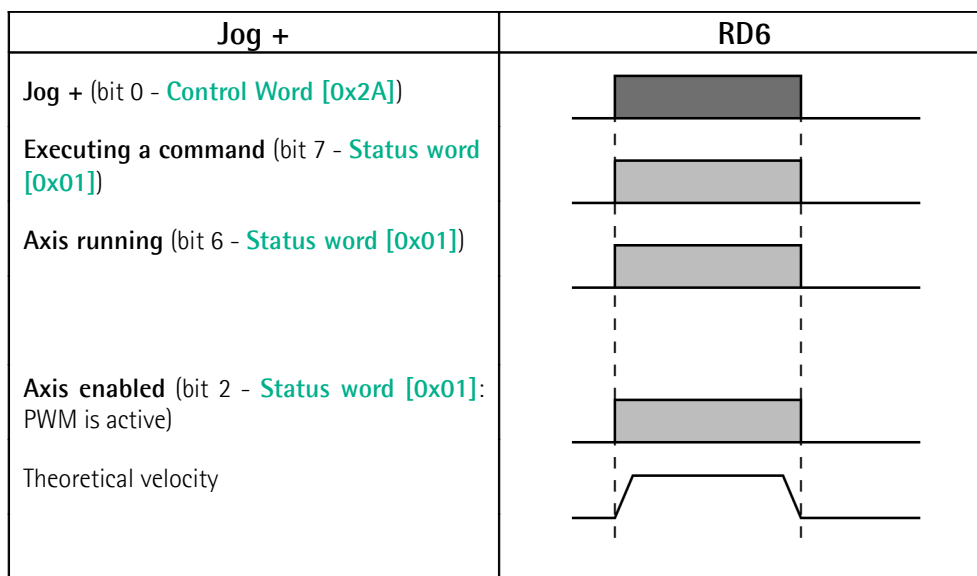 Jog +
RD6
Jog + (bit 0 - Control Word [0x2A])
Executing a command (bit 7 - Status word
[0x01])
Axis running (bit 6 - Status word [0x01])
Axis enabled (bit 2 - Status word [0x01]:
PWM is active)
Theoretical velocity